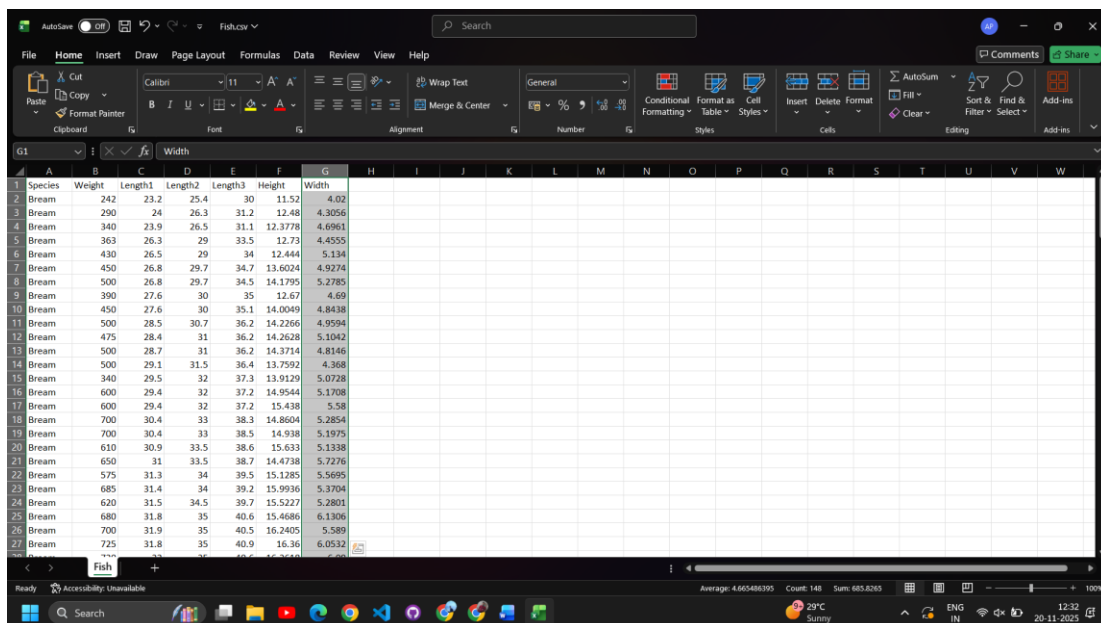 AutoSave Off Fish.csv Search AP
File Home Insert Draw Page Layout Formulas Data Review View Help Comments Share
Paste Cut Copy Format Painter Calibri 11 A A B I U A Wrap Text Merge & Center General % Conditional Formatting Format as Table Cell Styles Insert Delete Format AutoSum Fill Clear Sort & Filter Find & Select Add-ins
Clipboard Font Alignment Number Styles Cells Editing Add-ins
G1 fx Width
A B C D E F G H I J K L M N O P Q R S T U V W
1 Species Weight Length1 Length2 Length3 Height Width
2 Bream 242 23.2 25.4 30 11.52 4.02
3 Bream 290 24 26.3 31.2 12.48 4.3056
4 Bream 340 23.9 26.5 31.1 12.3778 4.6961
5 Bream 363 26.3 29 33.5 12.73 4.4555
6 Bream 430 26.5 29 34 12.444 5.134
7 Bream 450 26.8 29.7 34.7 13.6024 4.9274
8 Bream 500 26.8 29.7 34.5 14.1795 5.2785
9 Bream 390 27.6 30 35 12.67 4.69
10 Bream 450 27.6 30 35.1 14.0049 4.8438
11 Bream 500 28.5 30.7 36.2 14.2266 4.9594
12 Bream 475 28.4 31 36.2 14.2628 5.1042
13 Bream 500 28.7 31 36.2 14.3714 4.8146
14 Bream 500 29.1 31.5 36.4 13.7592 4.368
15 Bream 340 29.5 32 37.3 13.9129 5.0728
16 Bream 600 29.4 32 37.2 14.9544 5.1708
17 Bream 600 29.4 32 37.2 15.438 5.58
18 Bream 700 30.4 33 38.3 14.8604 5.2854
19 Bream 700 30.4 33 38.5 14.938 5.1975
20 Bream 610 30.9 33.5 38.6 15.633 5.1338
21 Bream 650 31 33.5 38.7 14.4738 5.7276
22 Bream 575 31.3 34 39.5 15.1285 5.5695
23 Bream 685 31.4 34 39.2 15.9936 5.3704
24 Bream 620 31.5 34.5 39.7 15.5227 5.2801
25 Bream 680 31.8 35 40.6 15.4686 6.1306
26 Bream 700 31.9 35 40.5 16.2405 5.589
27 Bream 725 31.8 35 40.9 16.36 6.0532
Fish
Ready Accessibility: Unavailable Average: 4.665486395 Count: 148 Sum: 685.8265 100%
Search 9+ 29°C Sunny ENG IN 12:32 20-11-2025